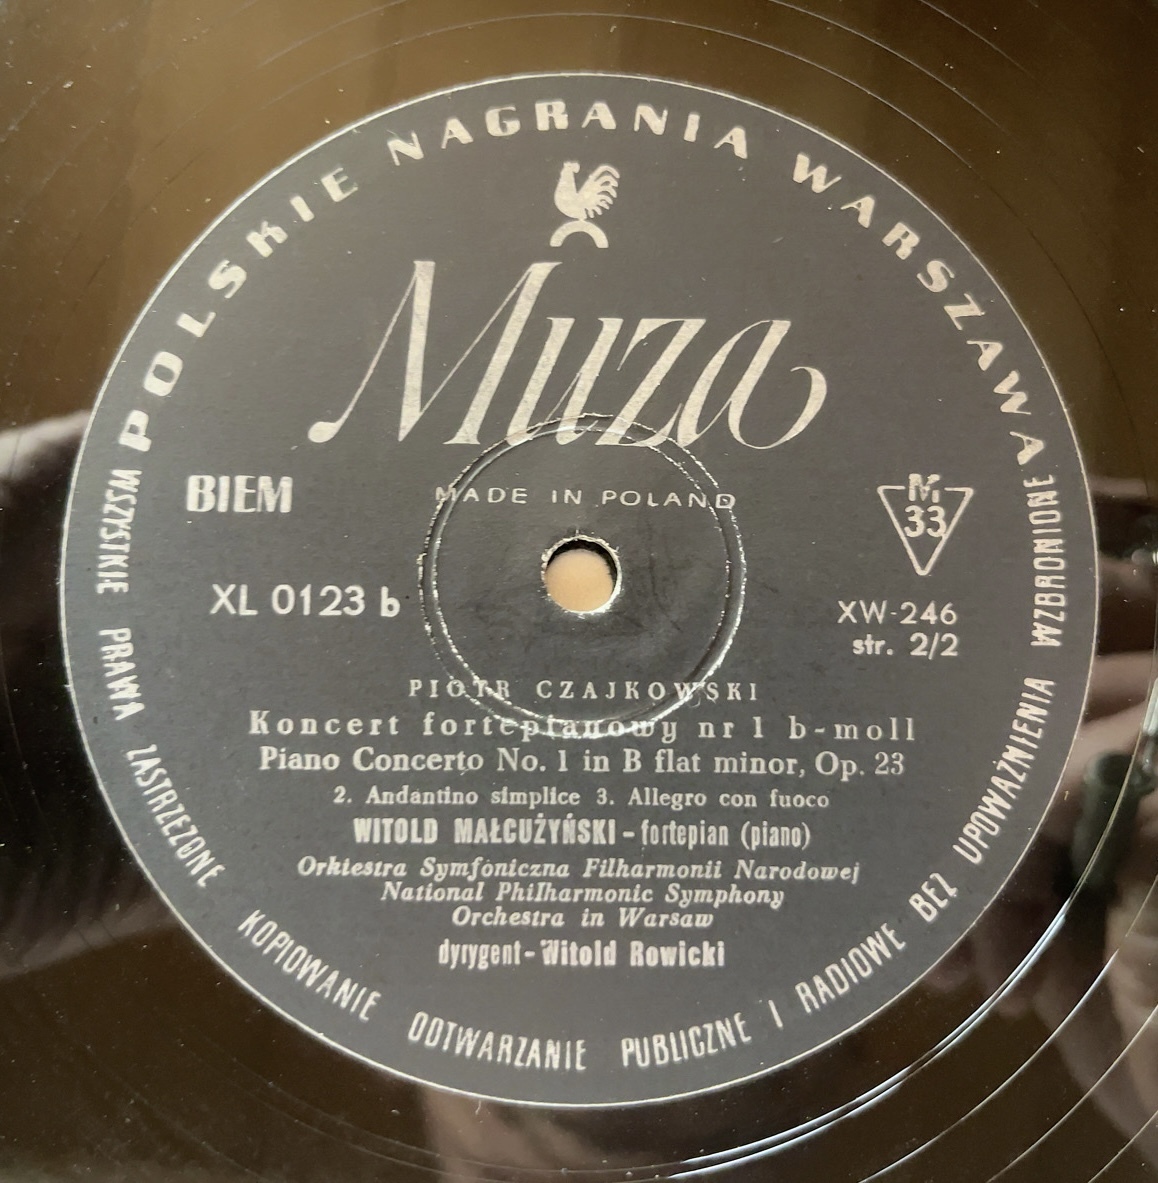 POLSKIE NAGRANIA WARSZAWA
Muza
BIEM
MADE IN POLAND
M
33
XL 0123 b
XW-246
str. 2/2
PIOTR CZAJKOWSKI
Koncert fortepianowy nr 1 b-moll
Piano Concerto No. 1 in B flat minor, Op. 23
2. Andantino simplice 3. Allegro con fuoco
WITOLD MAŁCUŻYŃSKI - fortepian (piano)
Orkiestra Symfoniczna Filharmonii Narodowej
National Philharmonic Symphony
Orchestra in Warsaw
dyrygent - Witold Rowicki
WSZYSTKIE PRAWA ZASTRZEŻONE KOPIOWANIE ODTWARZANIE PUBLICZNE I RADIOWE BEZ UPOWAŻNIENIA WZBRONIONE